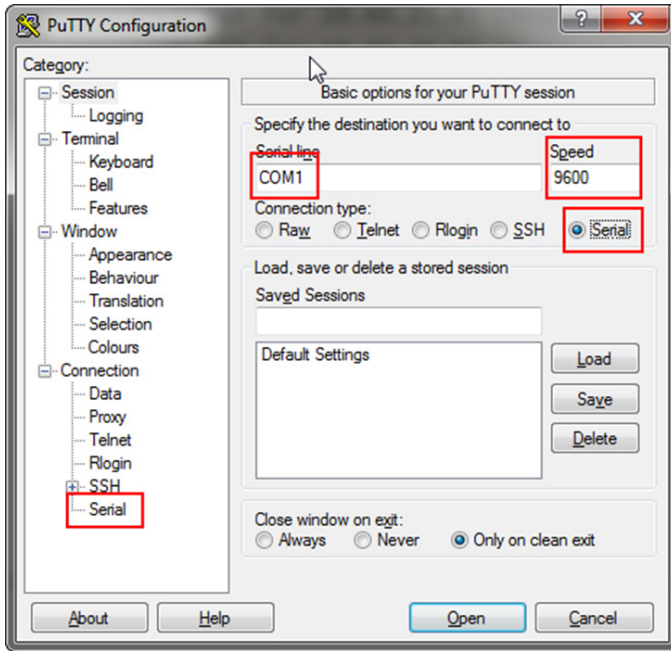 PuTTY Configuration
Category:
Session
Logging
Terminal
Keyboard
Bell
Features
Window
Appearance
Behaviour
Translation
Selection
Colours
Connection
Data
Proxy
Telnet
Rlogin
SSH
Serial
Basic options for your PuTTY session
Specify the destination you want to connect to
Serial line Speed
COM1 9600
Connection type:
Raw Telnet Rlogin SSH Serial
Load, save or delete a stored session
Saved Sessions
Default Settings
Load
Save
Delete
Close window on exit:
Always Never Only on clean exit
About Help Open Cancel